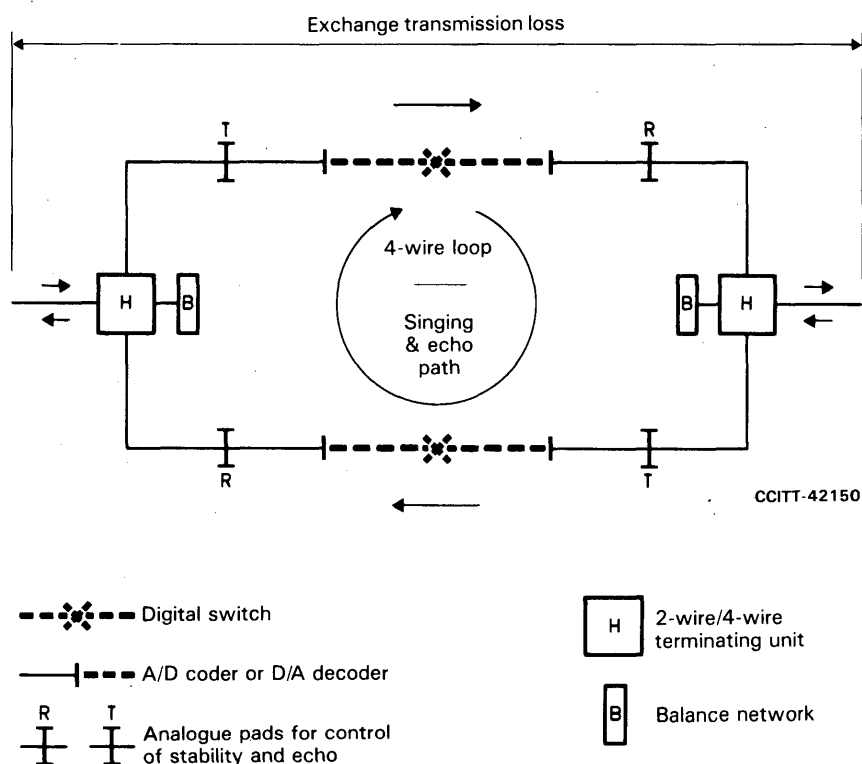 Exchange transmission loss
T
R
4-wire loop
Singing
& echo
path
H
B
B
H
R
T
CCITT-42150
Digital switch
H
2-wire/4-wire
terminating unit
A/D coder or D/A decoder
R T
Analogue pads for control
of stability and echo
B
Balance network